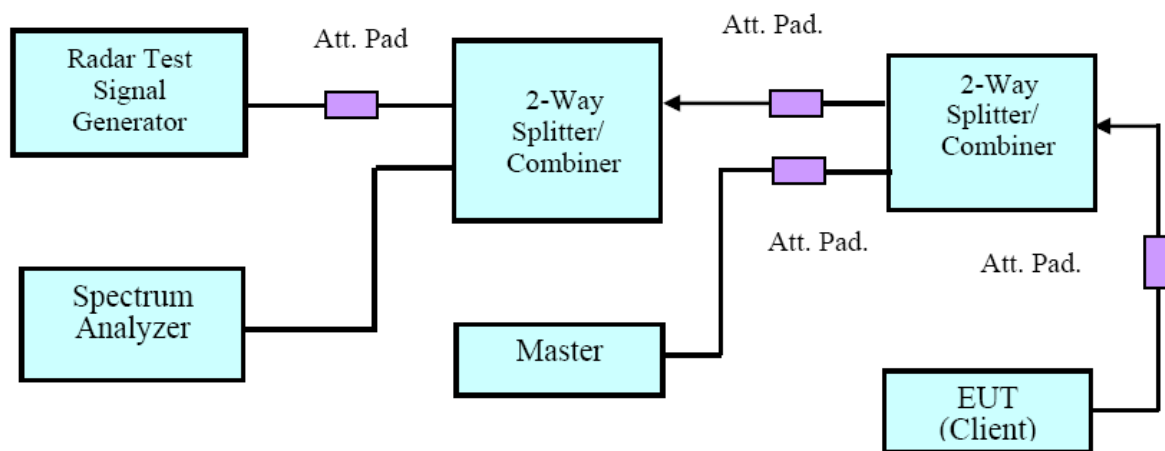 Att. Pad
Att. Pad.
Radar Test
Signal
Generator
2-Way
Splitter/
Combiner
2-Way
Splitter/
Combiner
Att. Pad.
Att. Pad.
Spectrum
Analyzer
Master
EUT
(Client)